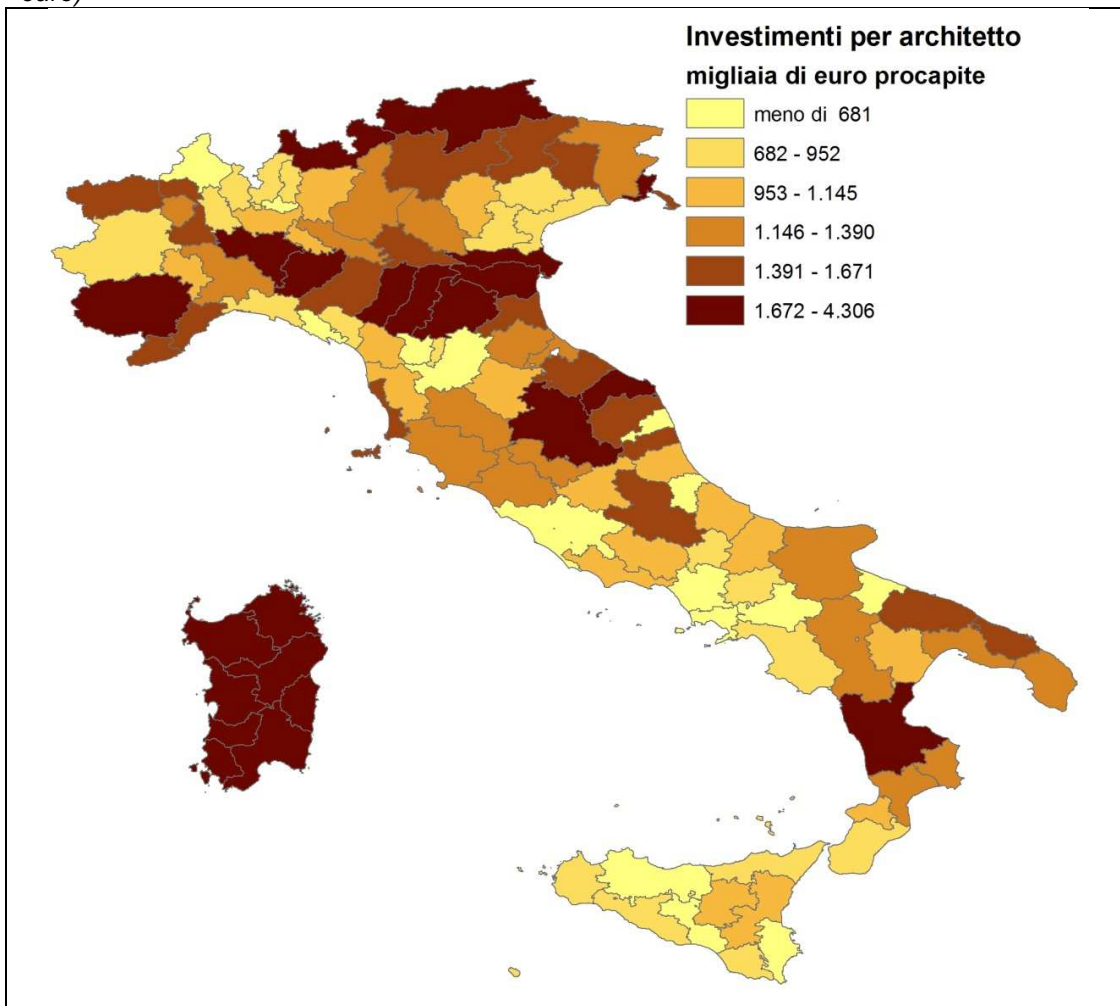 euro)
Investimenti per architetto
migliaia di euro procapite
meno di 681
682 - 952
953 - 1.145
1.146 - 1.390
1.391 - 1.671
1.672 - 4.306